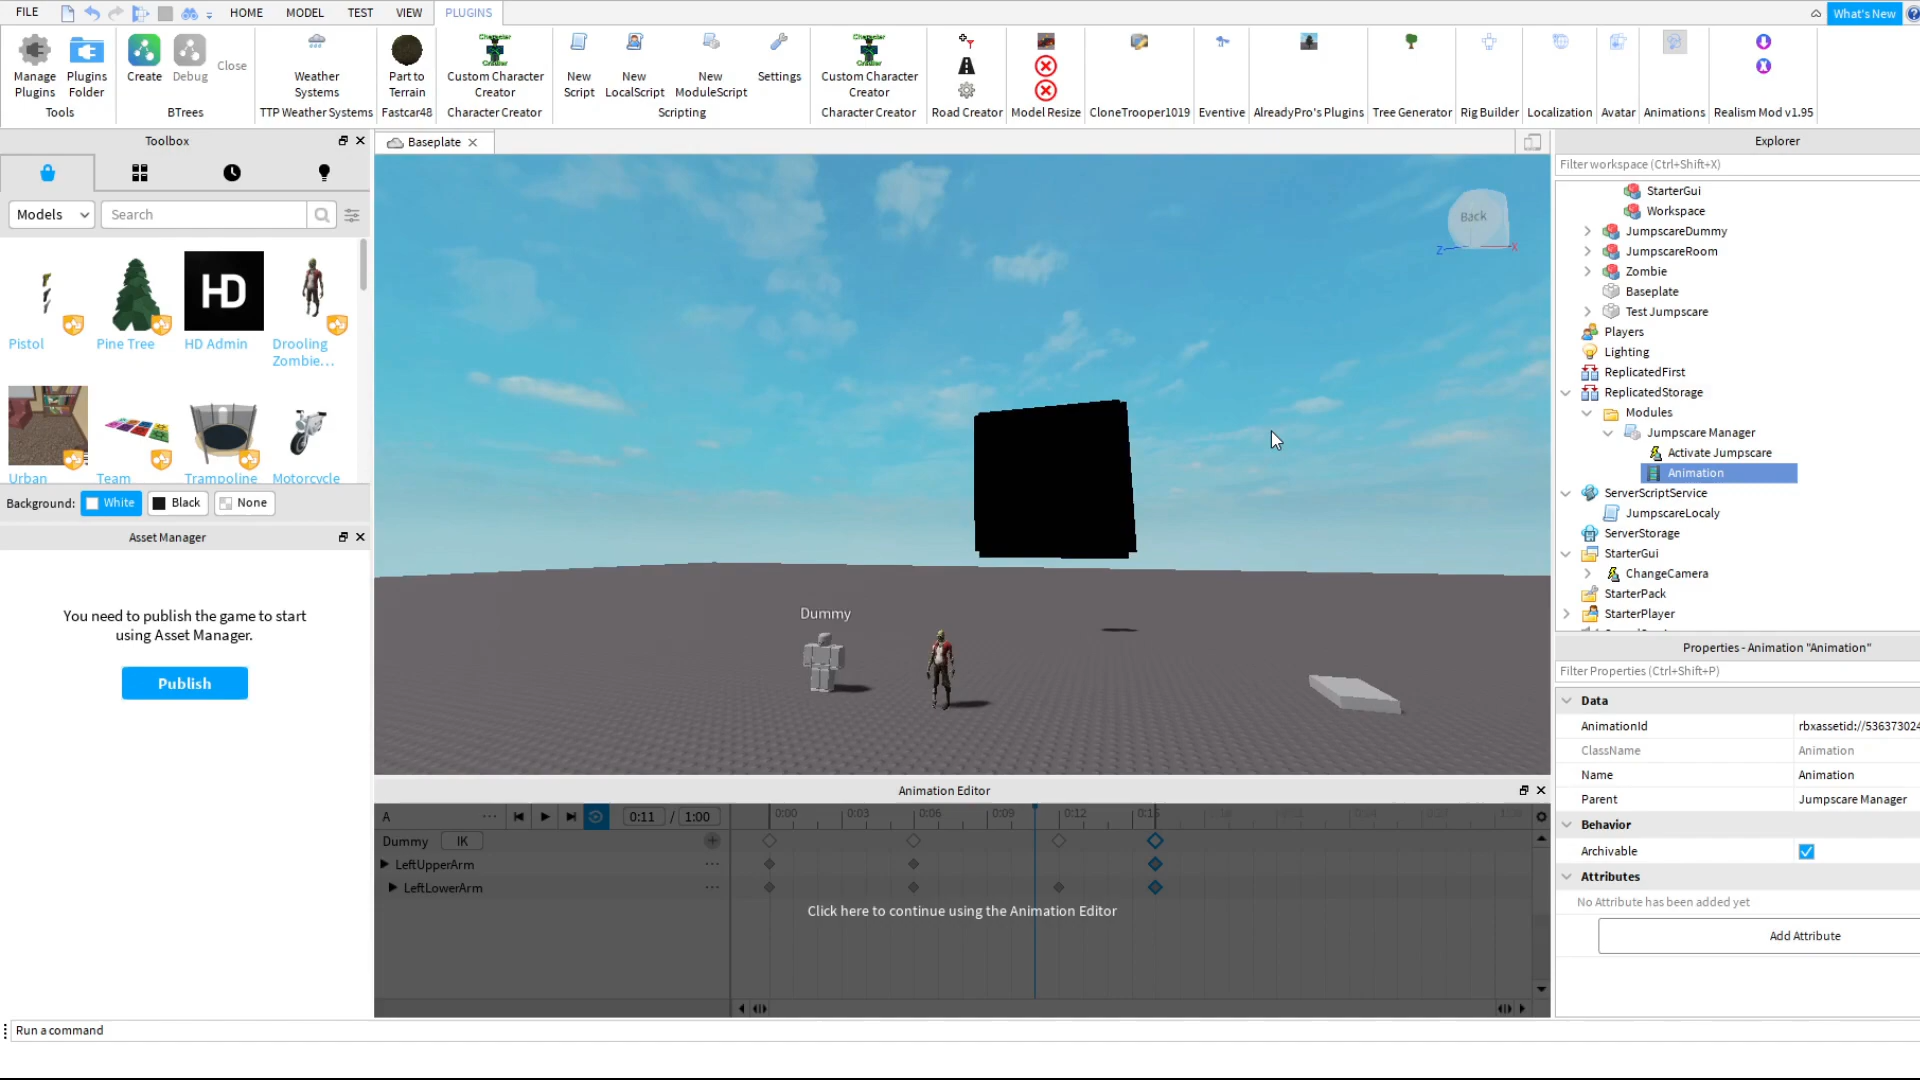 FILE HOME MODEL TEST VIEW PLUGINS What's New
Manage Plugins
Plugins Folder
Tools
Create Debug Close
BTrees
Weather Systems
TTP Weather Systems
Part to Terrain
Fastcar48
Custom Character Creator
Character Creator
New Script
New LocalScript
New ModuleScript
Settings
Scripting
Custom Character Creator
Character Creator
Road Creator
Model Resize
CloneTrooper1019
Eventive
AlreadyPro's Plugins
Tree Generator
Rig Builder
Localization
Avatar
Animations
Realism Mod v1.95
Toolbox
Models Search
HD
Pistol Pine Tree HD Admin Drooling Zombie...
Urban Team Trampoline Motorcycle
Background: White Black None
Asset Manager
You need to publish the game to start
using Asset Manager.
Publish
Baseplate
Back
Z X
Dummy
Animation Editor
A ... 0:11 / 1:00 0:00 0:03 0:06 0:09 0:12 0:15
Dummy IK
LeftUpperArm ...
LeftLowerArm ...
Click here to continue using the Animation Editor
Explorer
Filter workspace (Ctrl+Shift+X)
StarterGui
Workspace
JumpscareDummy
JumpscareRoom
Zombie
Baseplate
Test Jumpscare
Players
Lighting
ReplicatedFirst
ReplicatedStorage
Modules
Jumpscare Manager
Activate Jumpscare
Animation
ServerScriptService
JumpscareLocaly
ServerStorage
StarterGui
ChangeCamera
StarterPack
StarterPlayer
Properties - Animation "Animation"
Filter Properties (Ctrl+Shift+P)
Data
AnimationId rbxassetid://536373024
ClassName Animation
Name Animation
Parent Jumpscare Manager
Behavior
Archivable
Attributes
No Attribute has been added yet
Add Attribute
Run a command